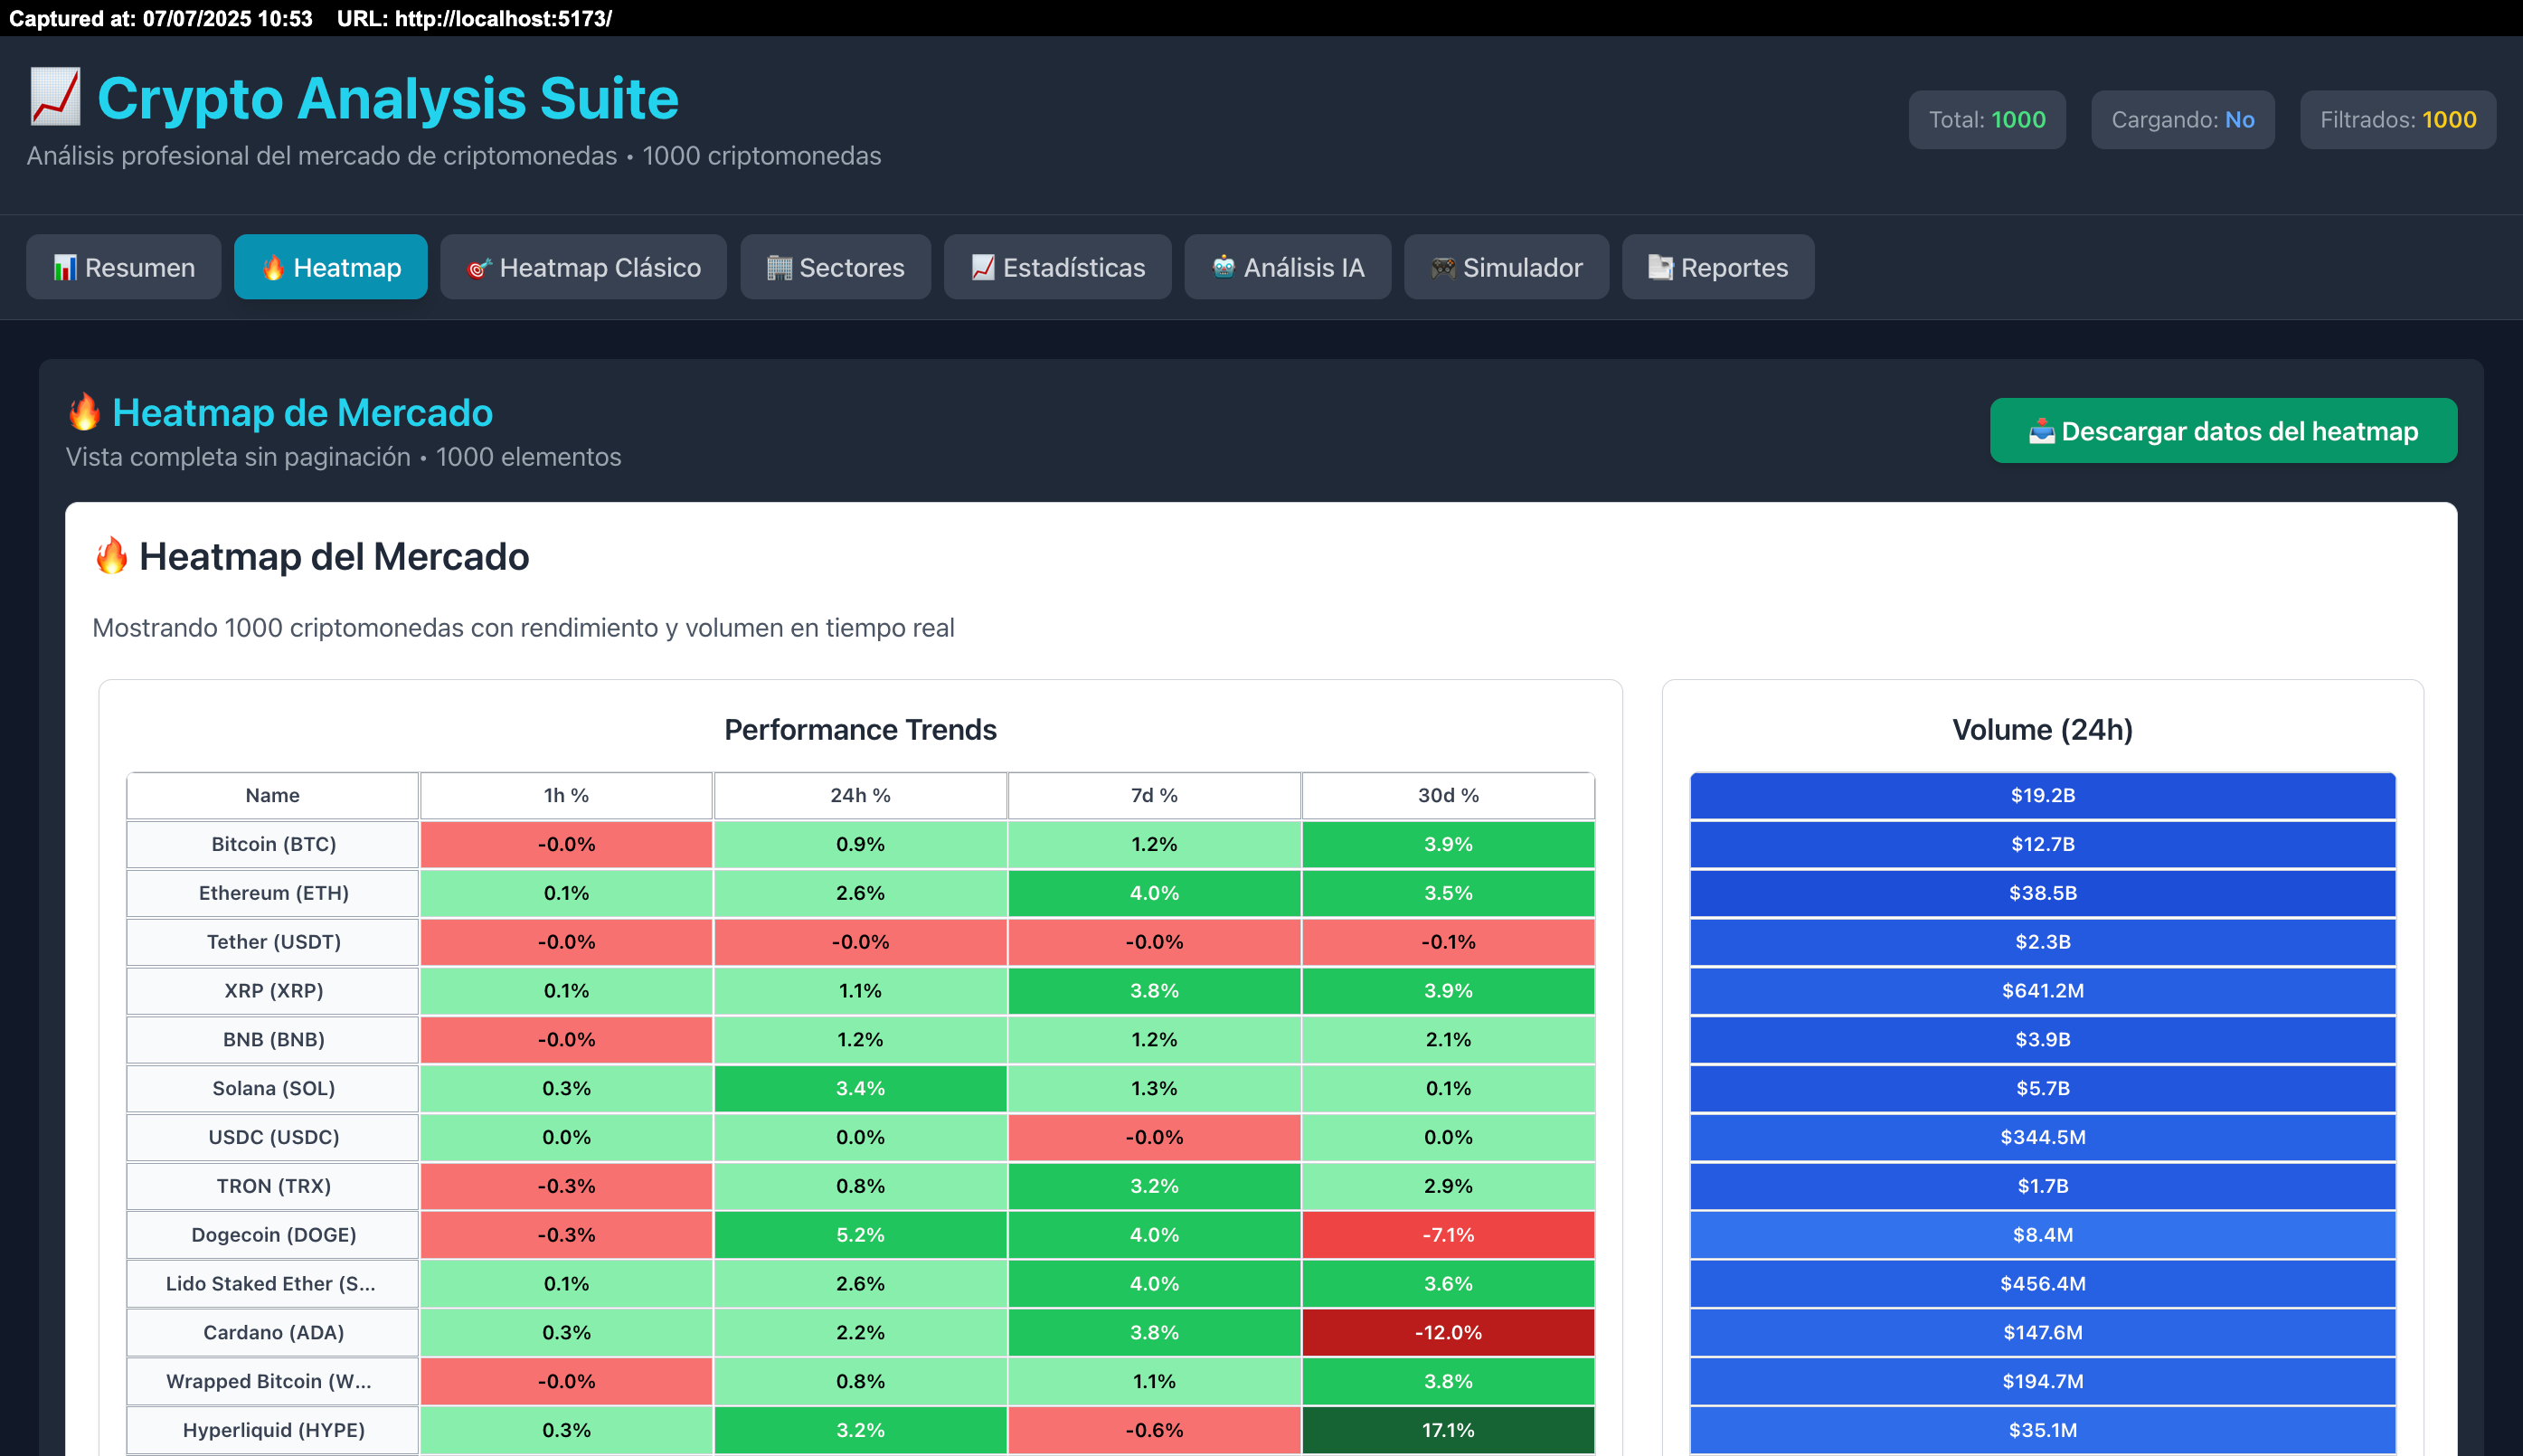 Captured at: 07/07/2025 10:53 URL: http://localhost:5173/
Crypto Analysis Suite
Análisis profesional del mercado de criptomonedas • 1000 criptomonedas
Total: 1000 Cargando: No Filtrados: 1000
Resumen Heatmap Heatmap Clásico Sectores Estadísticas Análisis IA Simulador Reportes
Heatmap de Mercado
Vista completa sin paginación • 1000 elementos
Descargar datos del heatmap
Heatmap del Mercado
Mostrando 1000 criptomonedas con rendimiento y volumen en tiempo real
Performance Trends
Name 1h % 24h % 7d % 30d %
Bitcoin (BTC) -0.0% 0.9% 1.2% 3.9%
Ethereum (ETH) 0.1% 2.6% 4.0% 3.5%
Tether (USDT) -0.0% -0.0% -0.0% -0.1%
XRP (XRP) 0.1% 1.1% 3.8% 3.9%
BNB (BNB) -0.0% 1.2% 1.2% 2.1%
Solana (SOL) 0.3% 3.4% 1.3% 0.1%
USDC (USDC) 0.0% 0.0% -0.0% 0.0%
TRON (TRX) -0.3% 0.8% 3.2% 2.9%
Dogecoin (DOGE) -0.3% 5.2% 4.0% -7.1%
Lido Staked Ether (S... 0.1% 2.6% 4.0% 3.6%
Cardano (ADA) 0.3% 2.2% 3.8% -12.0%
Wrapped Bitcoin (W... -0.0% 0.8% 1.1% 3.8%
Hyperliquid (HYPE) 0.3% 3.2% -0.6% 17.1%
Volume (24h)
$19.2B
$12.7B
$38.5B
$2.3B
$641.2M
$3.9B
$5.7B
$344.5M
$1.7B
$8.4M
$456.4M
$147.6M
$194.7M
$35.1M